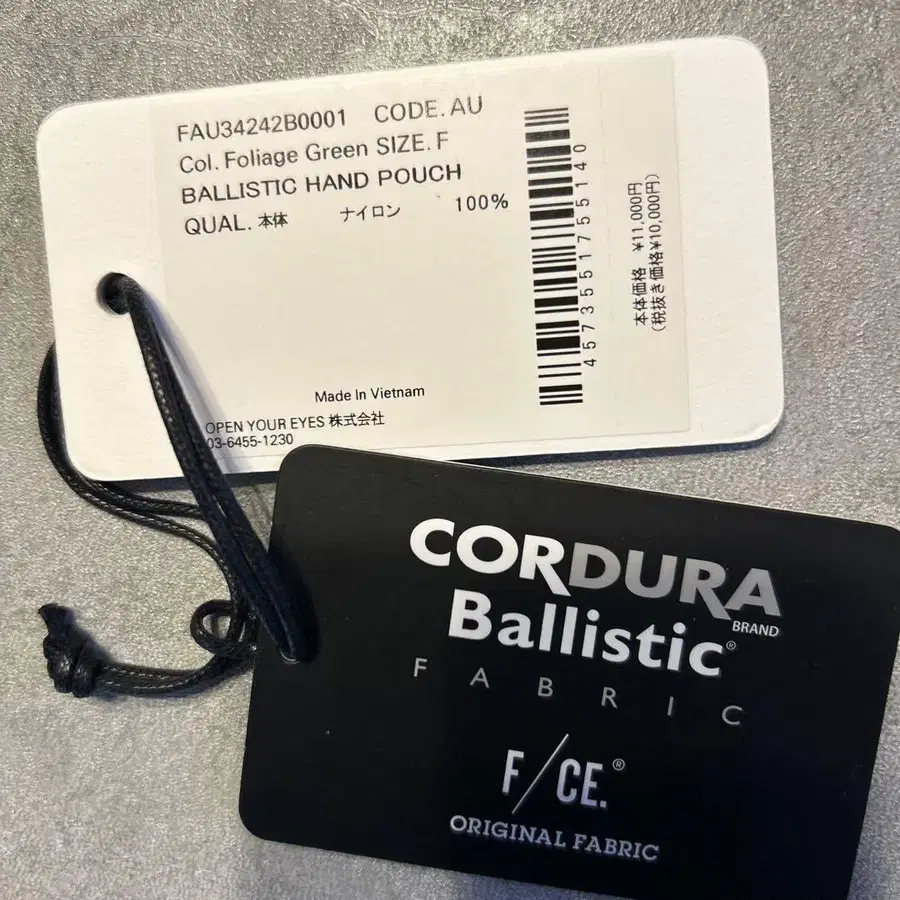 FAU34242B0001 CODE.AU
Col. Foliage Green SIZE. F
BALLISTIC HAND POUCH
QUAL. 本体 ナイロン 100%
4573551755140
本体価格 ¥11,000円
(税抜き価格¥10,000円)
Made In Vietnam
OPEN YOUR EYES 株式会社
03-6455-1230
CORDURA
BRAND
Ballistic®
FABRIC
F/CE.®
ORIGINAL FABRIC